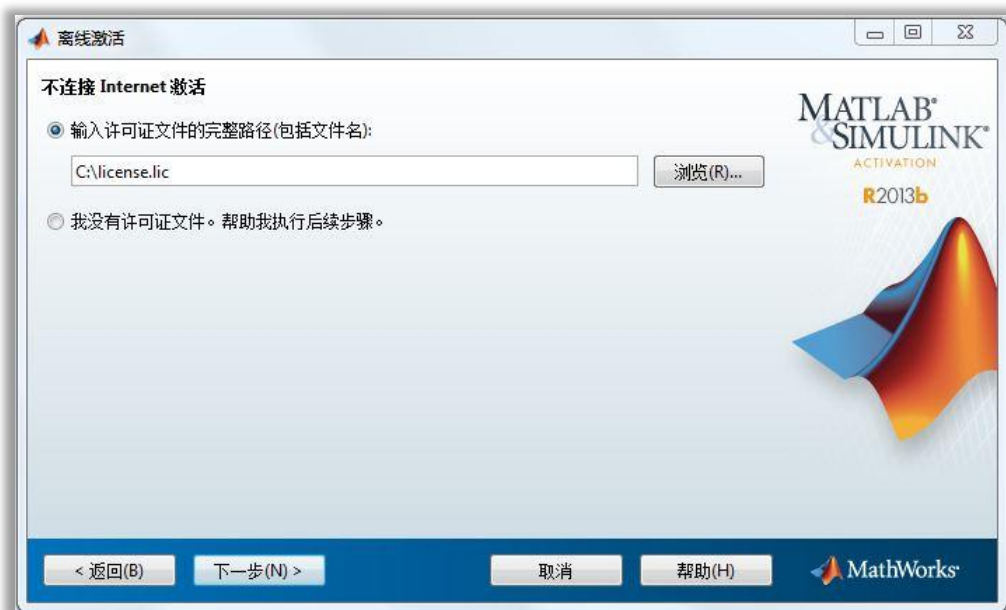 离线激活
不连接 Internet 激活
输入许可证文件的完整路径(包括文件名):
C:\license.lic
浏览(R)...
我没有许可证文件。帮助我执行后续步骤。
MATLAB®
&SIMULINK®
ACTIVATION
R2013b
< 返回(B)
下一步(N) >
取消
帮助(H)
MathWorks®